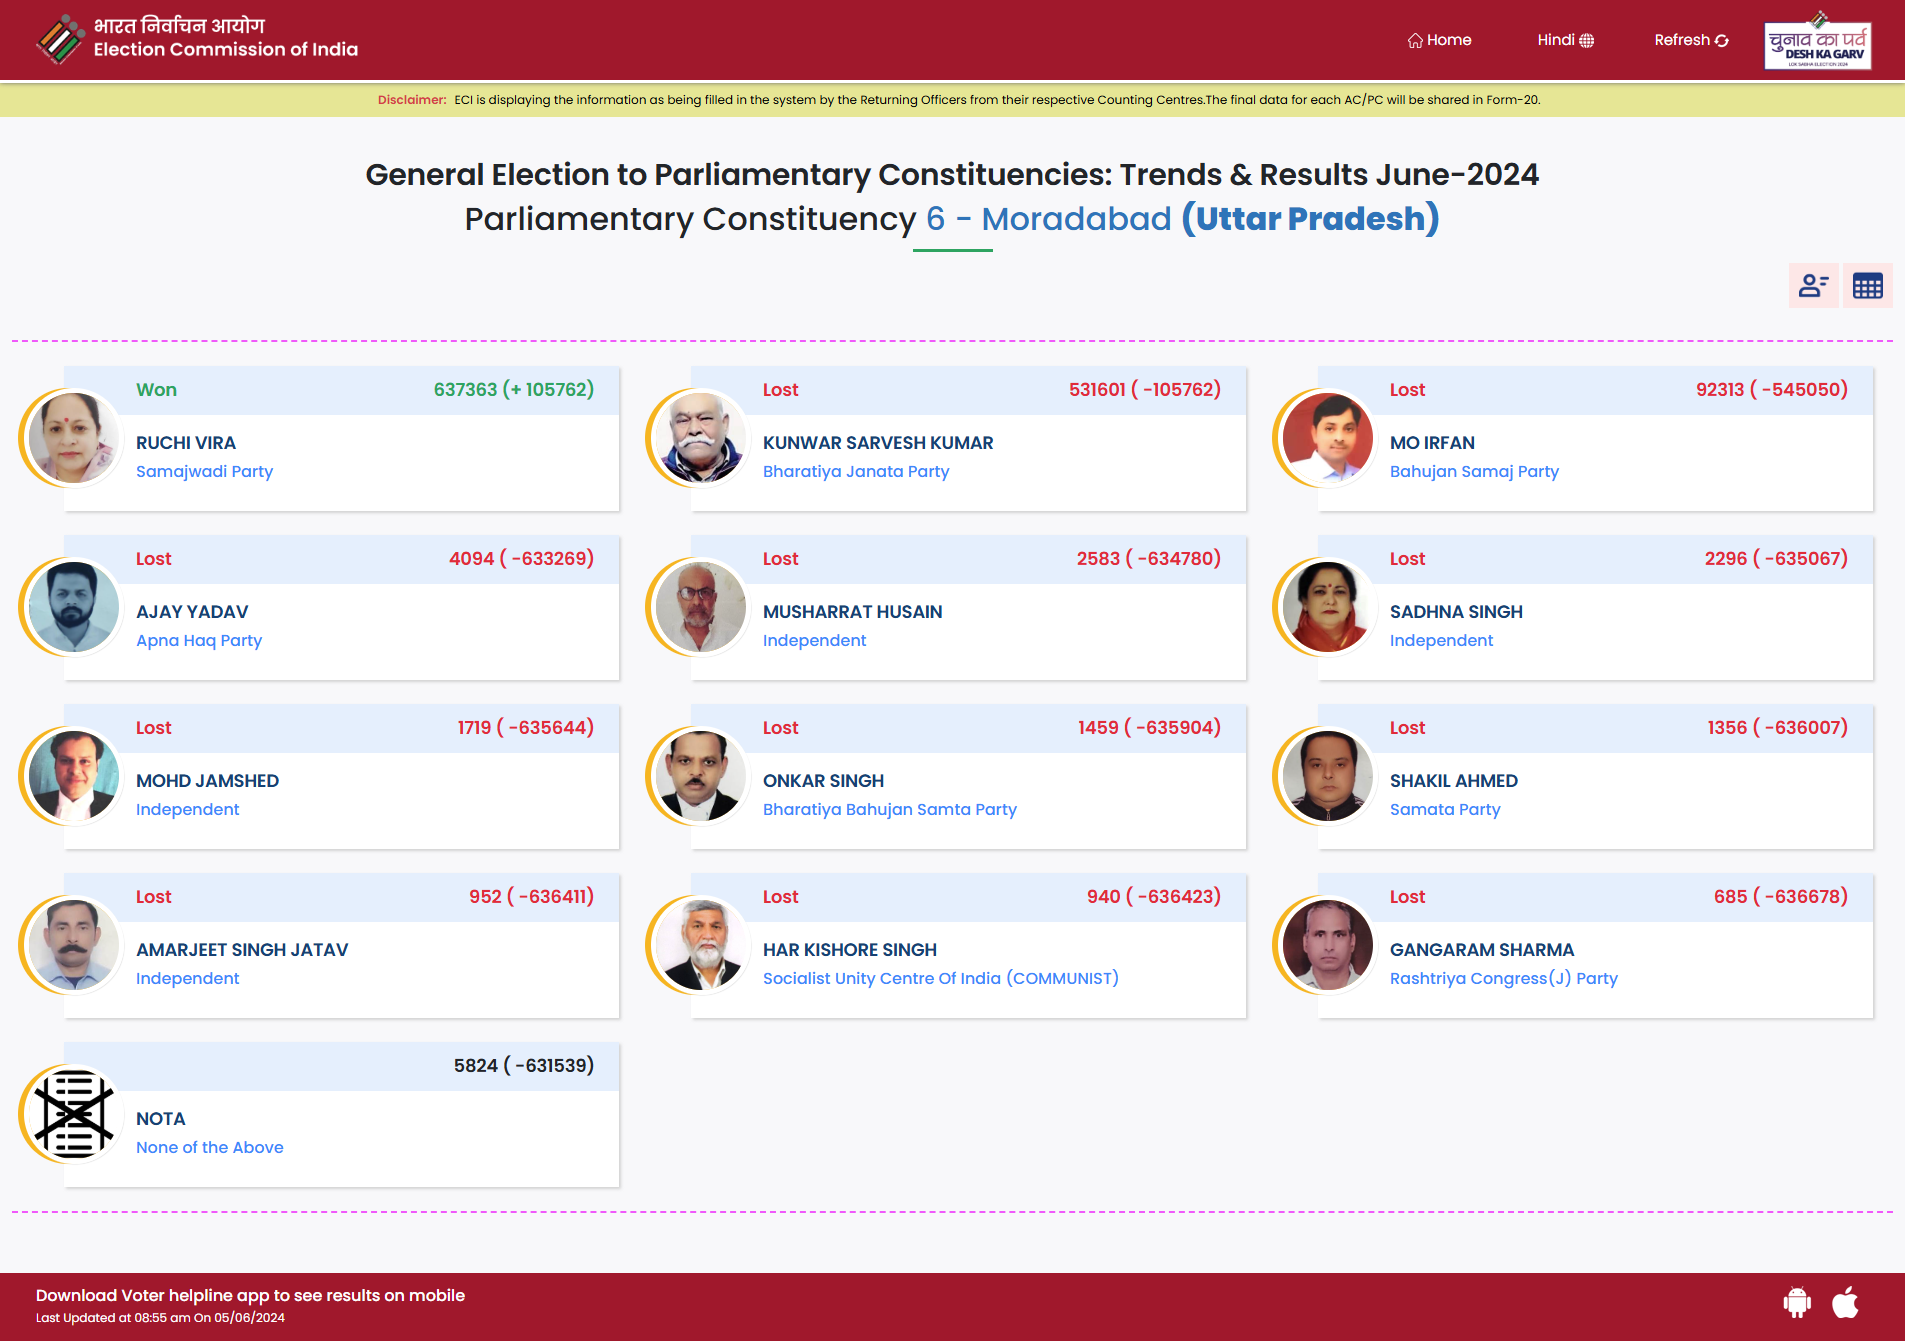 भारत निर्वाचन आयोग
Election Commission of India
Home
Hindi
Refresh
चुनाव का पर्व
DESH KA GARV
LOK SABHA ELECTION 2024
Disclaimer: ECI is displaying the information as being filled in the system by the Returning Officers from their respective Counting Centres.The final data for each AC/PC will be shared in Form-20.
General Election to Parliamentary Constituencies: Trends & Results June-2024
Parliamentary Constituency 6 - Moradabad (Uttar Pradesh)
Won 637363 (+ 105762)
RUCHI VIRA
Samajwadi Party
Lost 531601 ( -105762)
KUNWAR SARVESH KUMAR
Bharatiya Janata Party
Lost 92313 ( -545050)
MO IRFAN
Bahujan Samaj Party
Lost 4094 ( -633269)
AJAY YADAV
Apna Haq Party
Lost 2583 ( -634780)
MUSHARRAT HUSAIN
Independent
Lost 2296 ( -635067)
SADHNA SINGH
Independent
Lost 1719 ( -635644)
MOHD JAMSHED
Independent
Lost 1459 ( -635904)
ONKAR SINGH
Bharatiya Bahujan Samta Party
Lost 1356 ( -636007)
SHAKIL AHMED
Samata Party
Lost 952 ( -636411)
AMARJEET SINGH JATAV
Independent
Lost 940 ( -636423)
HAR KISHORE SINGH
Socialist Unity Centre Of India (COMMUNIST)
Lost 685 ( -636678)
GANGARAM SHARMA
Rashtriya Congress(J) Party
5824 ( -631539)
NOTA
None of the Above
Download Voter helpline app to see results on mobile
Last Updated at 08:55 am On 05/06/2024